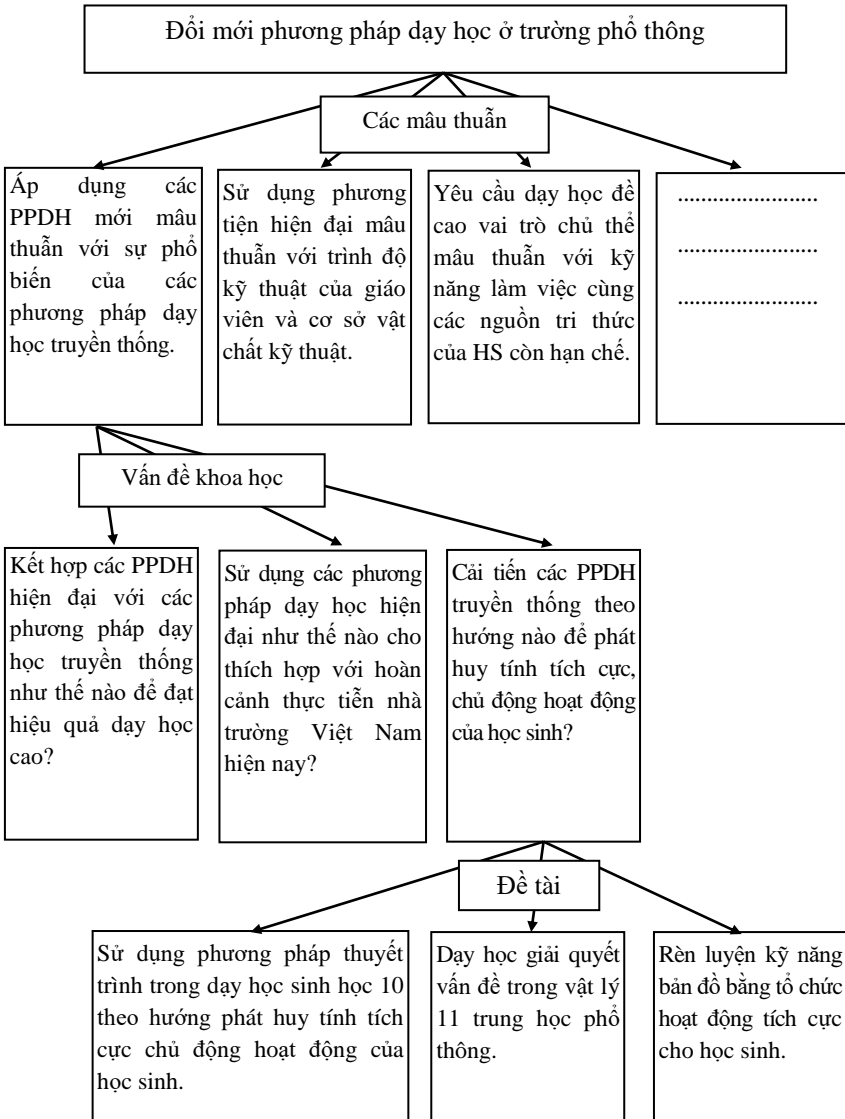 Đổi mới phương pháp dạy học ở trường phổ thông
Các mâu thuẫn
Áp dụng các
PPDH mới mâu
thuẫn với sự phổ
biến của các
phương pháp dạy
học truyền thống.
Sử dụng phương
tiện hiện đại mâu
thuẫn với trình độ
kỹ thuật của giáo
viên và cơ sở vật
chất kỹ thuật.
Yêu cầu dạy học đề
cao vai trò chủ thể
mâu thuẫn với kỹ
năng làm việc cùng
các nguồn tri thức
của HS còn hạn chế.
.........................
.........................
.........................
Vấn đề khoa học
Kết hợp các PPDH
hiện đại với các
phương pháp dạy
học truyền thống
như thế nào để đạt
hiệu quả dạy học
cao?
Sử dụng các phương
pháp dạy học hiện
đại như thế nào cho
thích hợp với hoàn
cảnh thực tiễn nhà
trường Việt Nam
hiện nay?
Cải tiến các PPDH
truyền thống theo
hướng nào để phát
huy tính tích cực,
chủ động hoạt động
của học sinh?
Đề tài
Sử dụng phương pháp thuyết
trình trong dạy học sinh học 10
theo hướng phát huy tính tích
cực chủ động hoạt động của
học sinh.
Dạy học giải quyết
vấn đề trong vật lý
11 trung học phổ
thông.
Rèn luyện kỹ năng
bản đồ bằng tổ chức
hoạt động tích cực
cho học sinh.